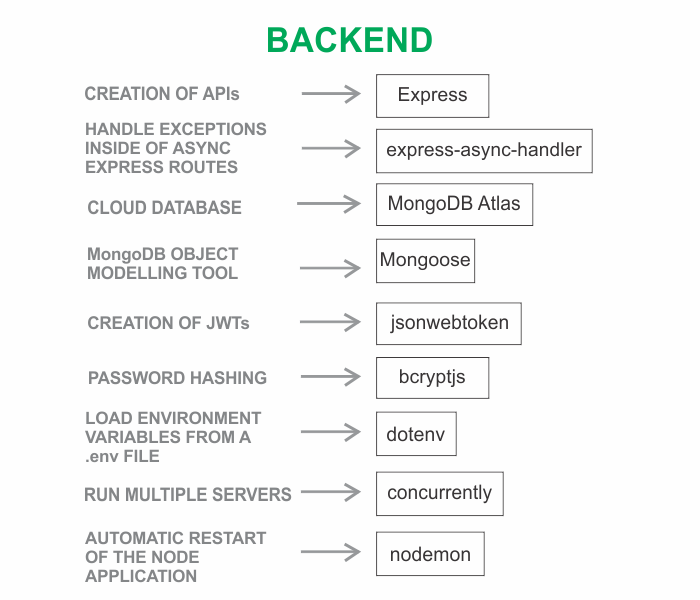 BACKEND
CREATION OF APIs
Express
HANDLE EXCEPTIONS
INSIDE OF ASYNC
EXPRESS ROUTES
express-async-handler
CLOUD DATABASE
MongoDB Atlas
MongoDB OBJECT
MODELLING TOOL
Mongoose
CREATION OF JWTs
jsonwebtoken
PASSWORD HASHING
bcryptjs
LOAD ENVIRONMENT
VARIABLES FROM A
.env FILE
dotenv
RUN MULTIPLE SERVERS
concurrently
AUTOMATIC RESTART
OF THE NODE
APPLICATION
nodemon